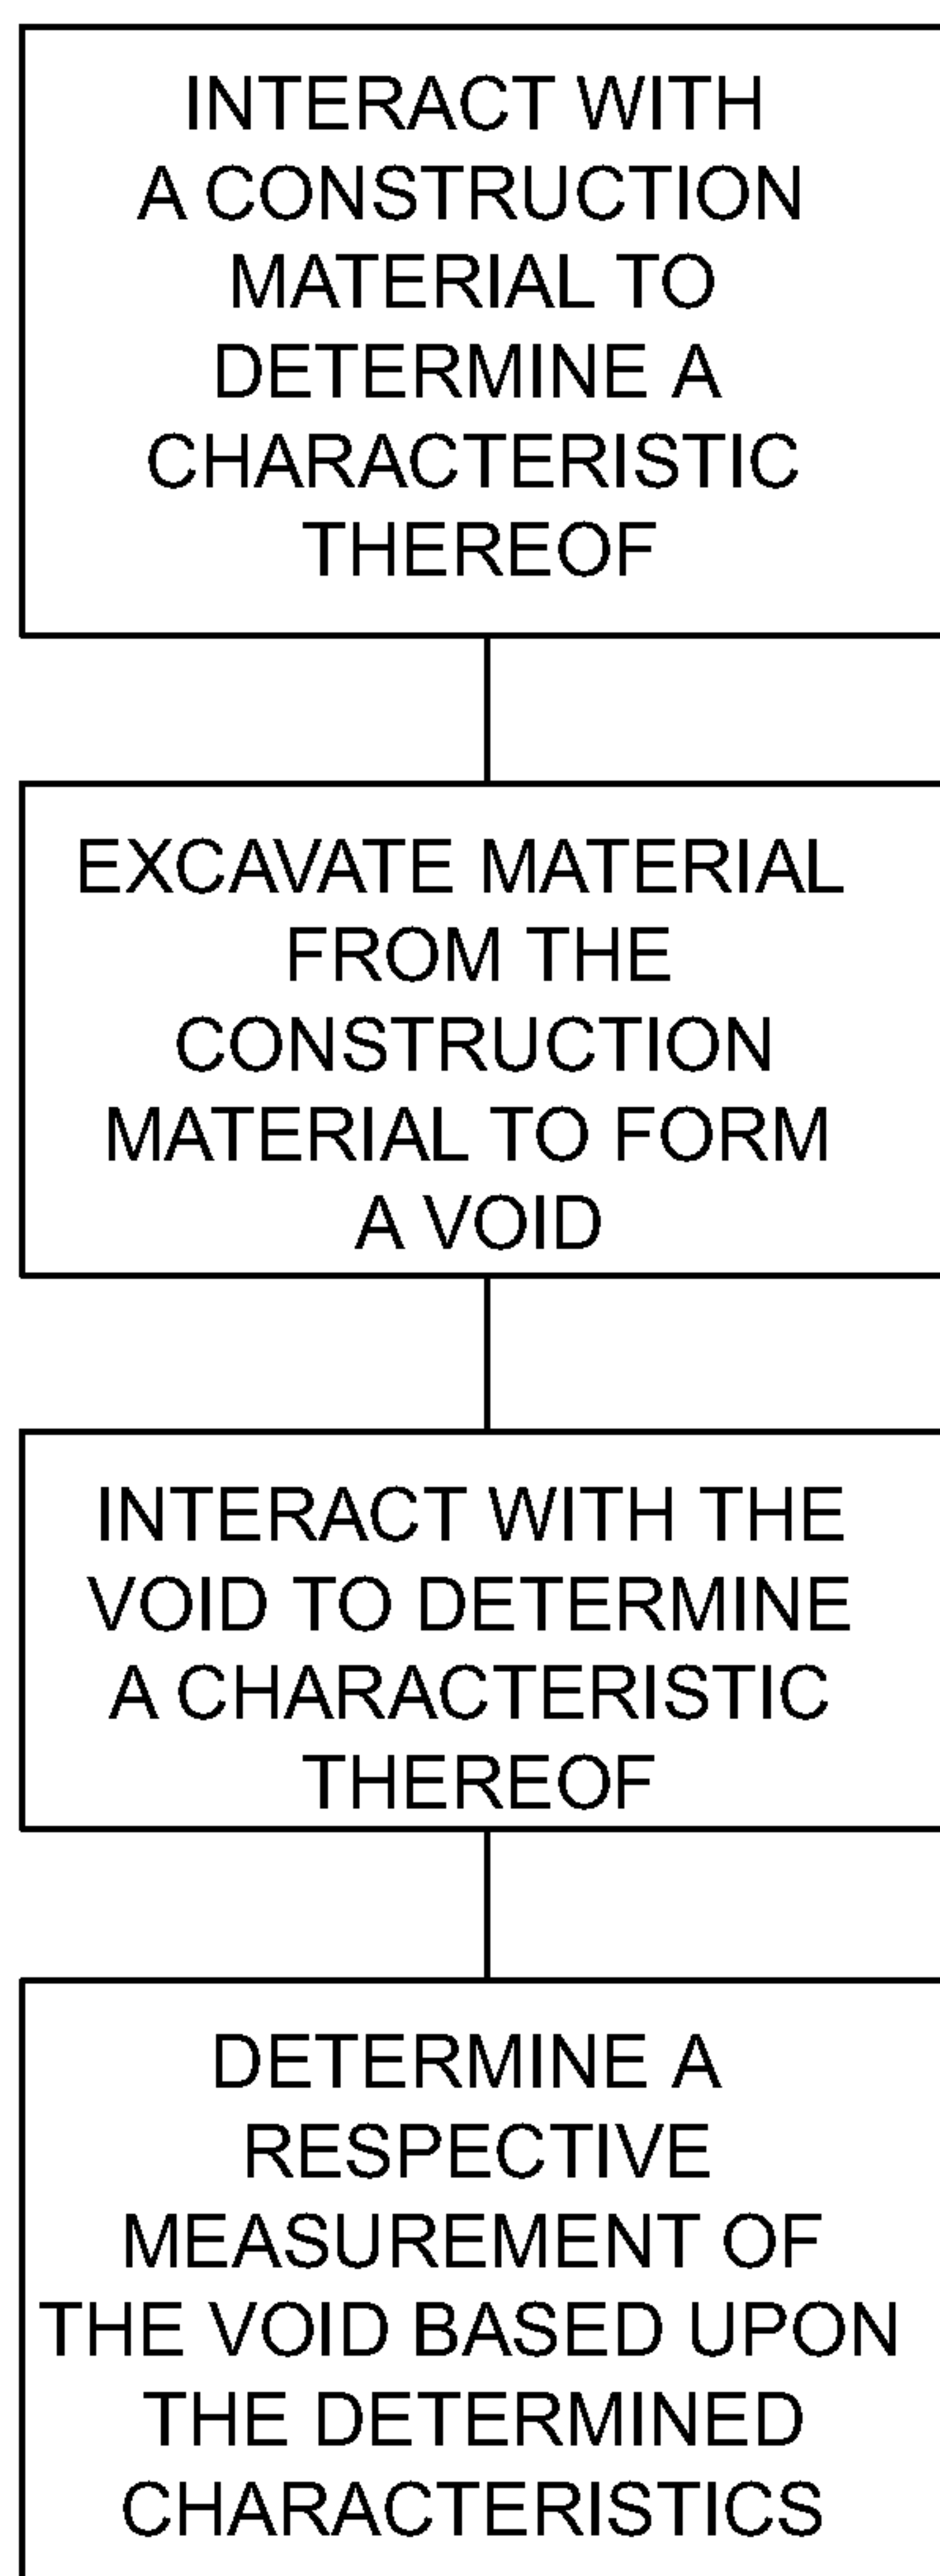 INTERACT WITH
A CONSTRUCTION
MATERIAL TO
DETERMINE A
CHARACTERISTIC
THEREOF
EXCAVATE MATERIAL
FROM THE
CONSTRUCTION
MATERIAL TO FORM
A VOID
INTERACT WITH THE
VOID TO DETERMINE
A CHARACTERISTIC
THEREOF
DETERMINE A
RESPECTIVE
MEASUREMENT OF
THE VOID BASED UPON
THE DETERMINED
CHARACTERISTICS